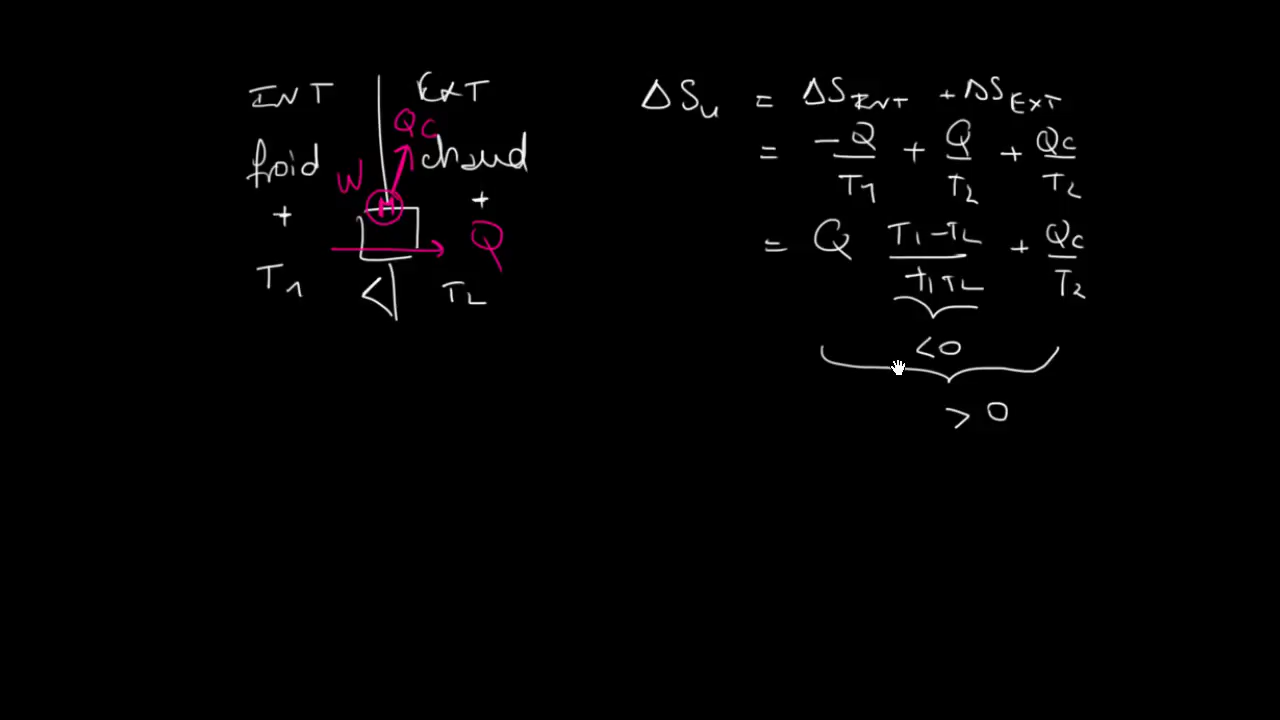 INT EXT
QC
froid chaud
W
+ +
M
Q
T1 < T2
ΔSu = ΔSINT + ΔSEXT
= -Q/T1 + Q/T2 + Qc/T2
= Q (T1-T2)/(T1T2) + Qc/T2
<0
> 0